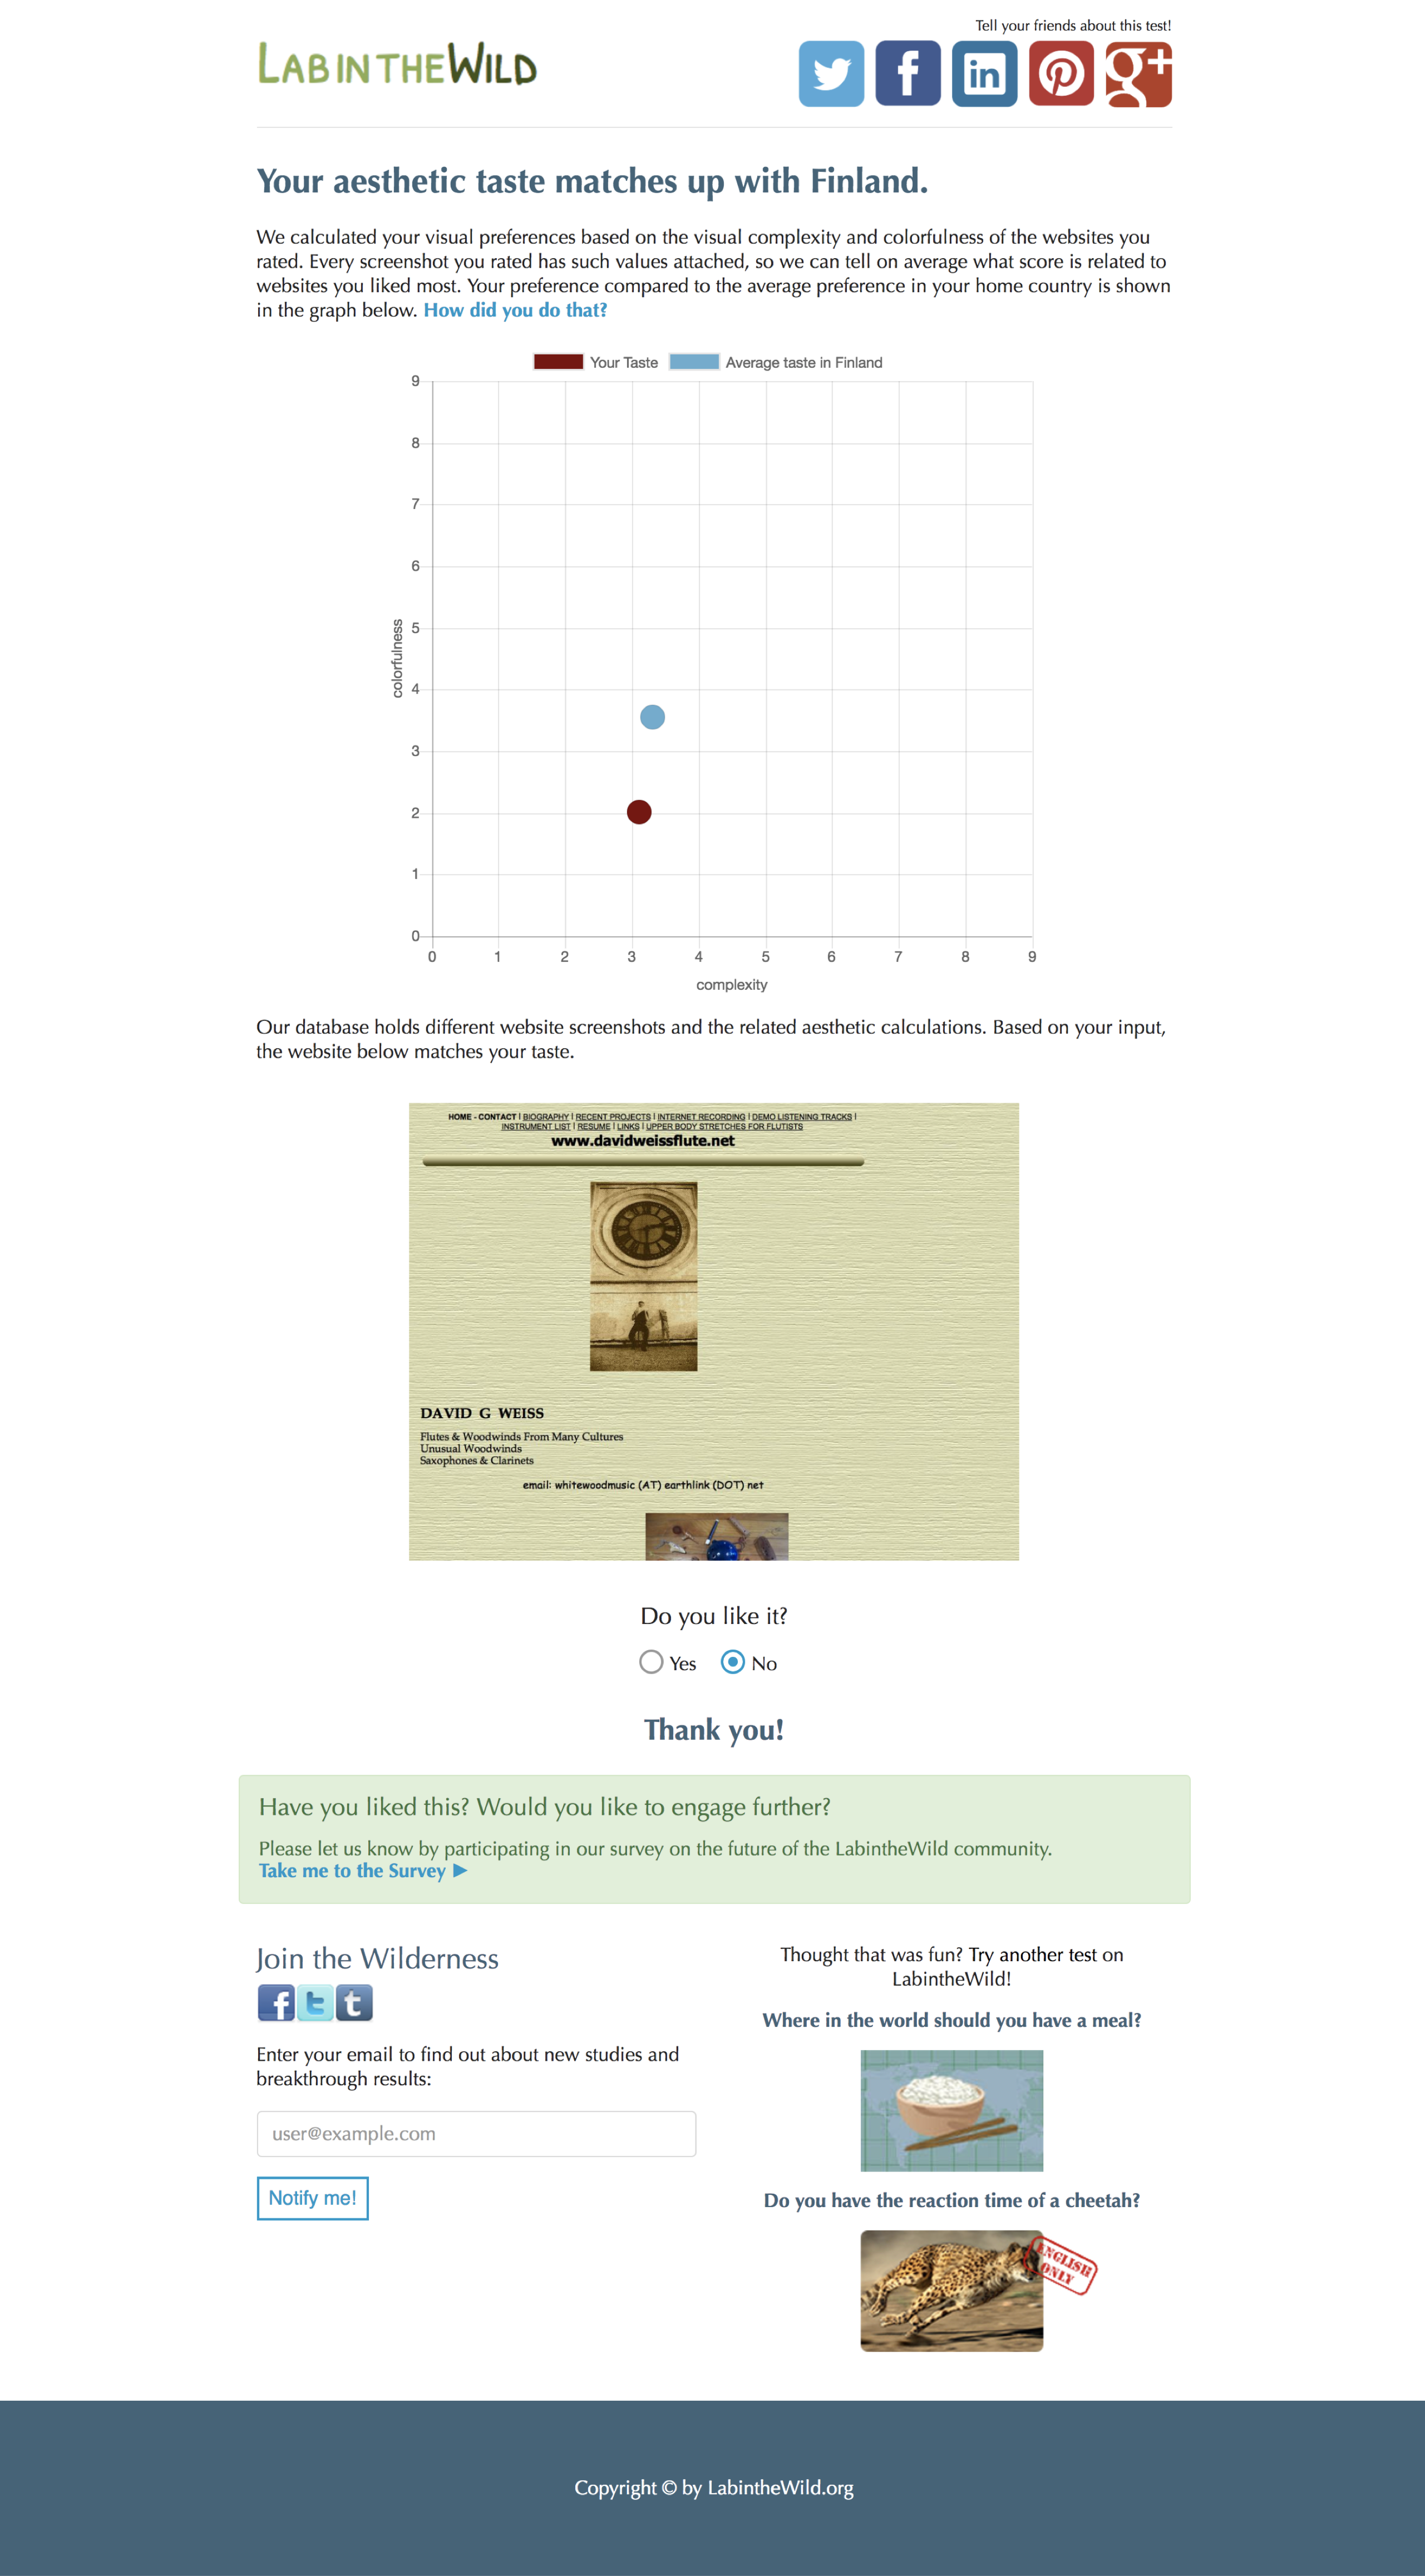 Tell your friends about this test!
LABINTHEWILD
Your aesthetic taste matches up with Finland.
We calculated your visual preferences based on the visual complexity and colorfulness of the websites you
rated. Every screenshot you rated has such values attached, so we can tell on average what score is related to
websites you liked most. Your preference compared to the average preference in your home country is shown
in the graph below. How did you do that?
Your Taste
Average taste in Finland
9
8
7
6
5
4
3
2
1
0
colorfulness
0 1 2 3 4 5 6 7 8 9
complexity
Our database holds different website screenshots and the related aesthetic calculations. Based on your input,
the website below matches your taste.
HOME - CONTACT | BIOGRAPHY | RECENT PROJECTS | INTERNET RECORDING | DEMO LISTENING TRACKS |
INSTRUMENT LIST | RESUME | LINKS | UPPER BODY STRETCHES FOR FLUTISTS
www.davidweissflute.net
DAVID G WEISS
Flutes & Woodwinds From Many Cultures
Unusual Woodwinds
Saxophones & Clarinets
email: whitewoodmusic (AT) earthlink (DOT) net
Do you like it?
Yes No
Thank you!
Have you liked this? Would you like to engage further?
Please let us know by participating in our survey on the future of the LabintheWild community.
Take me to the Survey ►
Join the Wilderness
Enter your email to find out about new studies and
breakthrough results:
user@example.com
Notify me!
Thought that was fun? Try another test on
LabintheWild!
Where in the world should you have a meal?
Do you have the reaction time of a cheetah?
ENGLISH
ONLY
Copyright © by LabintheWild.org